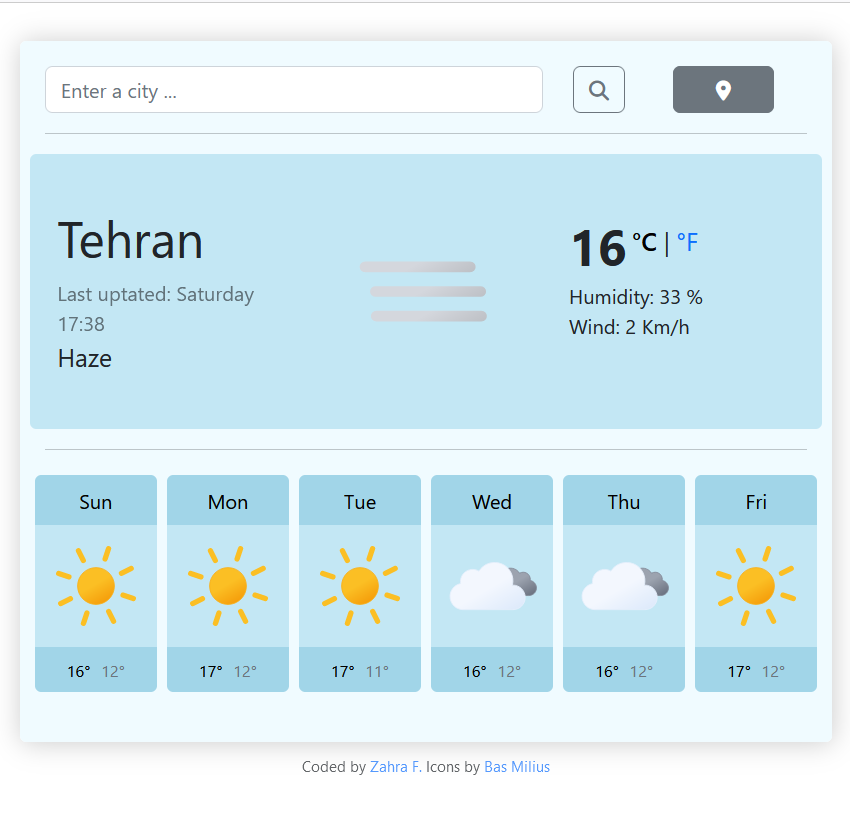 Enter a city ...
Tehran
Last uptated: Saturday
17:38
Haze
16 °C | °F
Humidity: 33 %
Wind: 2 Km/h
Sun Mon Tue Wed Thu Fri
16° 12° 17° 12° 17° 11° 16° 12° 16° 12° 17° 12°
Coded by Zahra F. Icons by Bas Milius